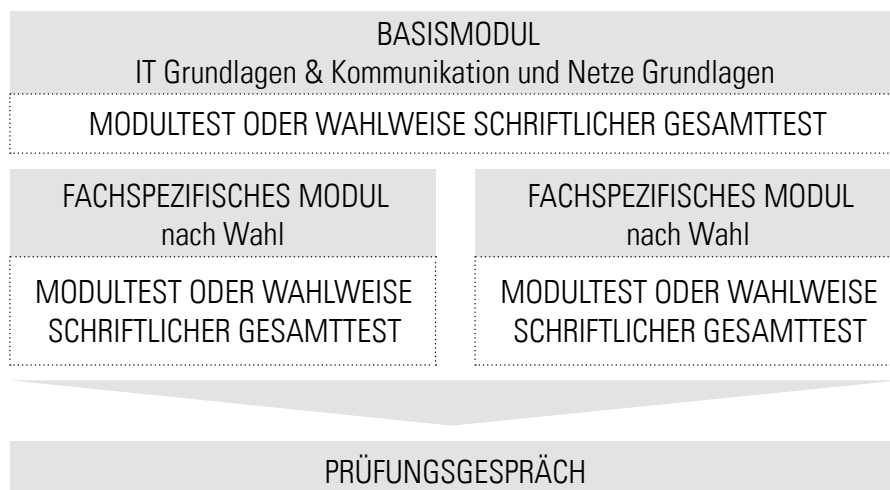 BASISMODUL
IT Grundlagen & Kommunikation und Netze Grundlagen
MODULTEST ODER WAHLWEISE SCHRIFTLICHER GESAMTTEST
FACHSPEZIFISCHES MODUL
nach Wahl
MODULTEST ODER WAHLWEISE
SCHRIFTLICHER GESAMTTEST
FACHSPEZIFISCHES MODUL
nach Wahl
MODULTEST ODER WAHLWEISE
SCHRIFTLICHER GESAMTTEST
PRÜFUNGSGESPRÄCH